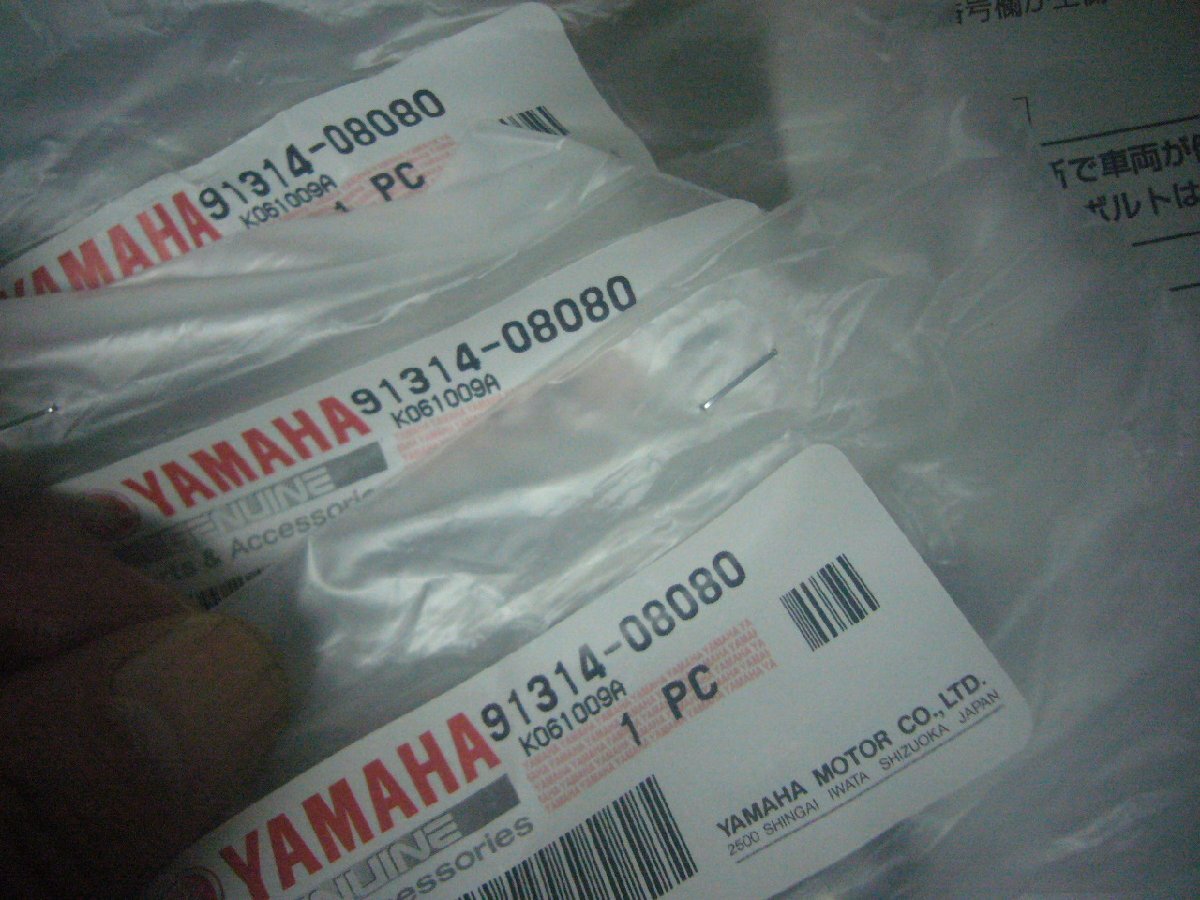 91314-08080
YAMAHA
K061009A
1 PC
91314-08080
YAMAHA
K061009A
GENUINE
& Accessories
91314-08080
YAMAHA
K061009A
1 PC
GENUINE
Accessories
YAMAHA MOTOR CO., LTD.
2500 SHINGAI IWATA SHIZUOKA JAPAN
で車両が
ボルトは